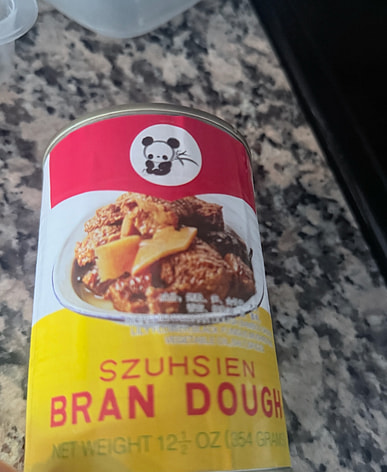 SZUHSIEN
BRAN DOUGH
NET WEIGHT 12½ OZ (354 GRAMS